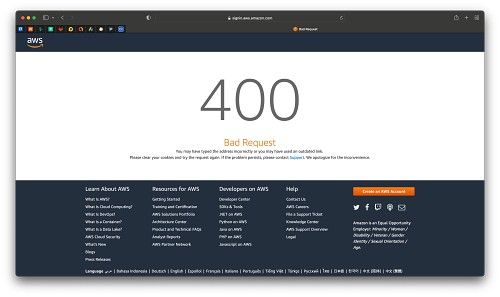 signin.aws.amazon.com
Bad Request
aws
400
Bad Request
You may have typed the address incorrectly or you may have used an outdated link.
Please clear your cookies and try the request again. If the problem persists, please contact Support. We apologize for the inconvenience.
Learn About AWS
What Is AWS?
What Is Cloud Computing?
What Is DevOps?
What Is a Container?
What Is a Data Lake?
AWS Cloud Security
What's New
Blogs
Press Releases
Resources for AWS
Getting Started
Training and Certification
AWS Solutions Portfolio
Architecture Center
Product and Technical FAQs
Analyst Reports
AWS Partner Network
Developers on AWS
Developer Center
SDKs & Tools
.NET on AWS
Python on AWS
Java on AWS
PHP on AWS
Javascript on AWS
Help
Contact Us
AWS Careers
File a Support Ticket
Knowledge Center
AWS Support Overview
Legal
Create an AWS Account
Amazon is an Equal Opportunity
Employer: Minority / Women /
Disability / Veteran / Gender
Identity / Sexual Orientation /
Age.
Language عربي | Bahasa Indonesia | Deutsch | English | Español | Français | Italiano | Português | Tiếng Việt | Türkçe | Русский | ไทย | 日本語 | 한국어 | 中文 (简体) | 中文 (繁體)